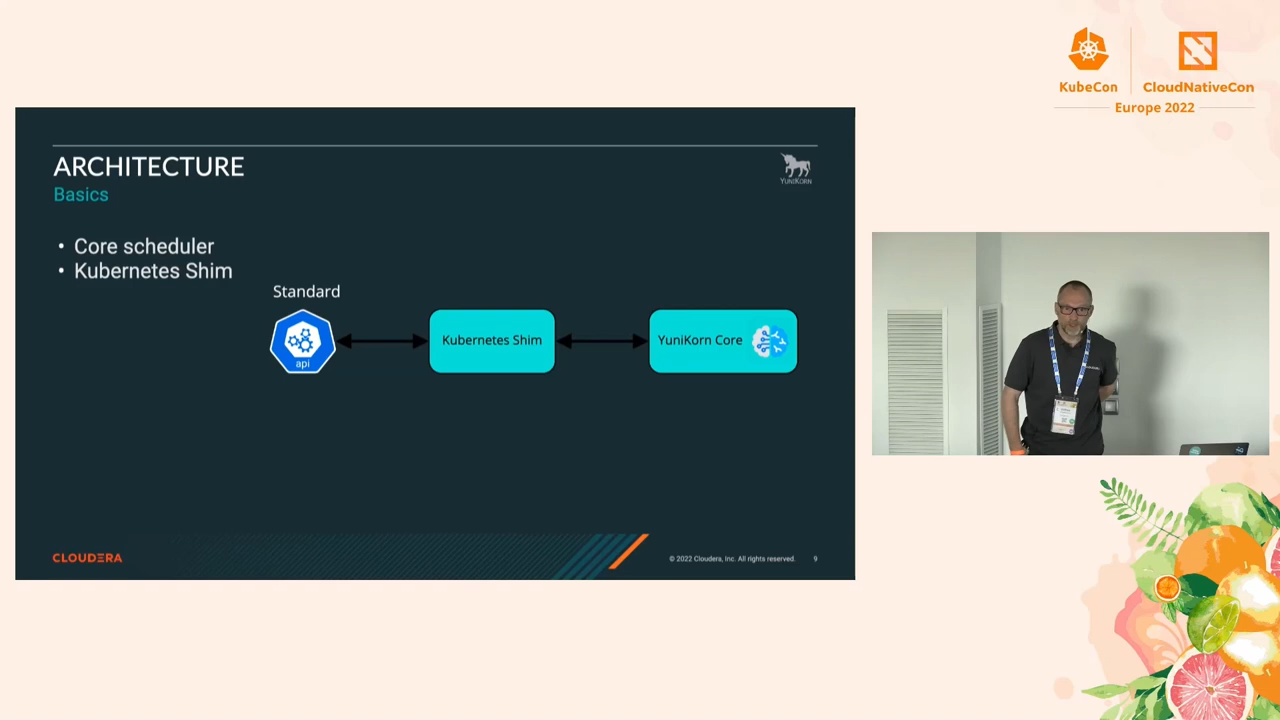 KubeCon
CloudNativeCon
Europe 2022
ARCHITECTURE
Basics
YUNIKORN
• Core scheduler
• Kubernetes Shim
Standard
api
Kubernetes Shim
YuniKorn Core
CLOUDERA
© 2022 Cloudera, Inc. All rights reserved.
9